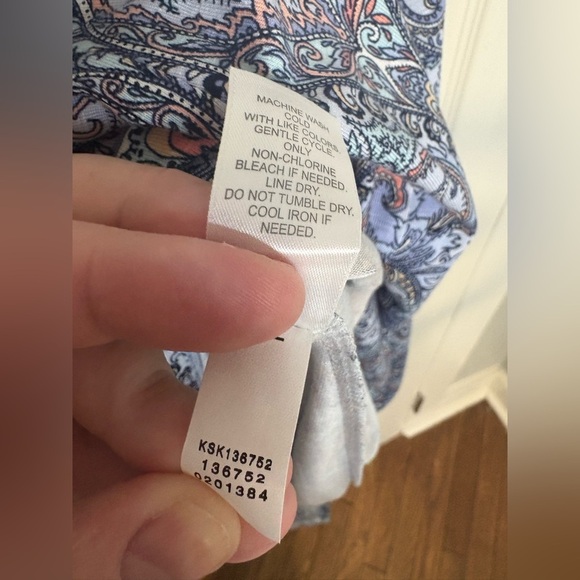 MACHINE WASH
COLD
WITH LIKE COLORS.
GENTLE CYCLE.
ONLY
NON-CHLORINE
BLEACH IF NEEDED.
LINE DRY.
DO NOT TUMBLE DRY.
COOL IRON IF
NEEDED.
KSK136752
136752
0201384